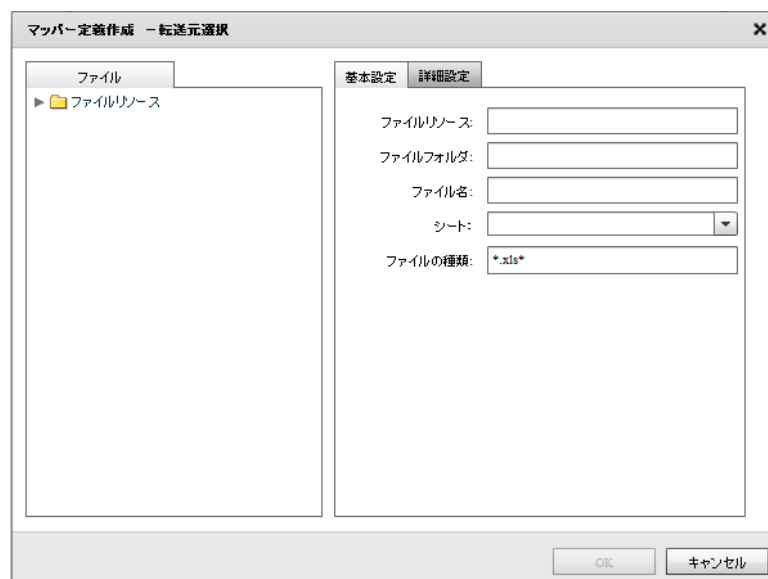 マッパー定義作成 －転送元選択
ファイル
ファイルリソース
基本設定
詳細設定
ファイルリソース:
ファイルフォルダ:
ファイル名:
シート:
ファイルの種類:
*.xls*
OK
キャンセル